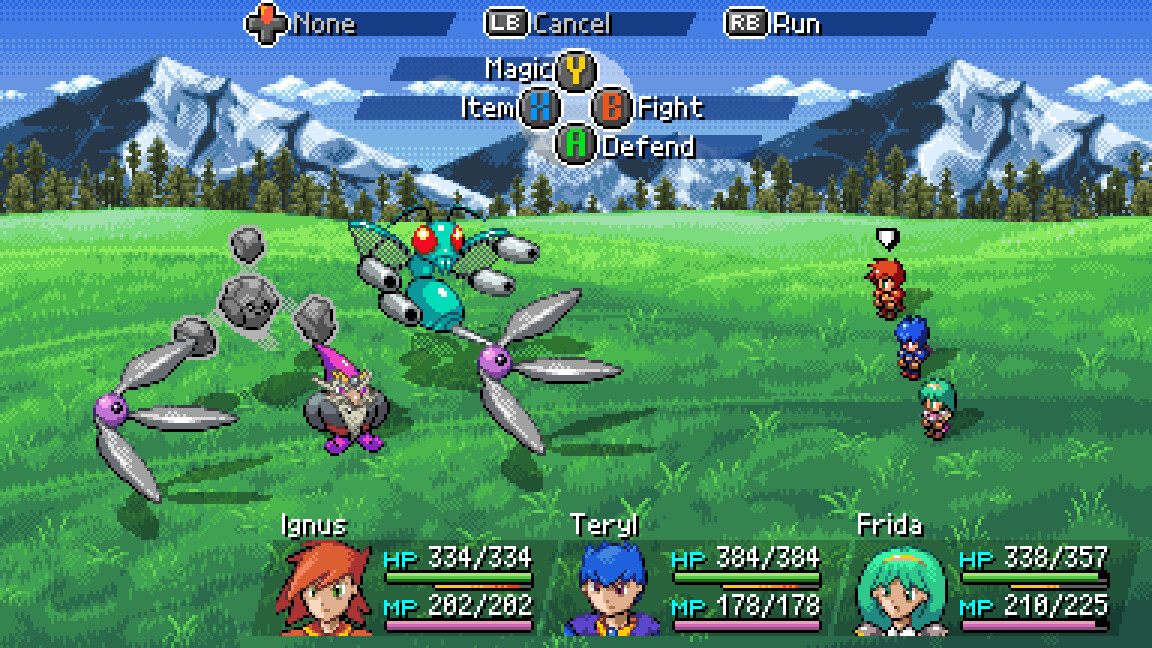 None LB Cancel RB Run
Magic Y
Item X B Fight
A Defend
Ignus Teryl Frida
HP 334/334 HP 384/384 HP 338/357
MP 202/202 MP 178/178 MP 210/225